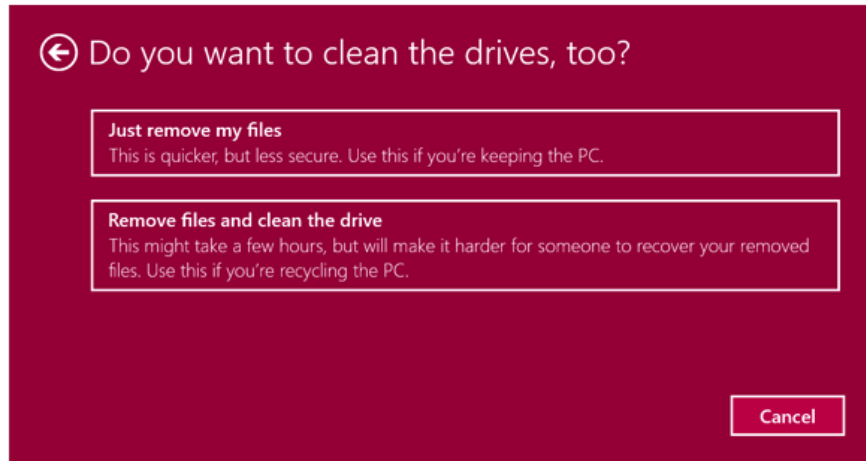 Do you want to clean the drives, too?
Just remove my files
This is quicker, but less secure. Use this if you're keeping the PC.
Remove files and clean the drive
This might take a few hours, but will make it harder for someone to recover your removed
files. Use this if you're recycling the PC.
Cancel